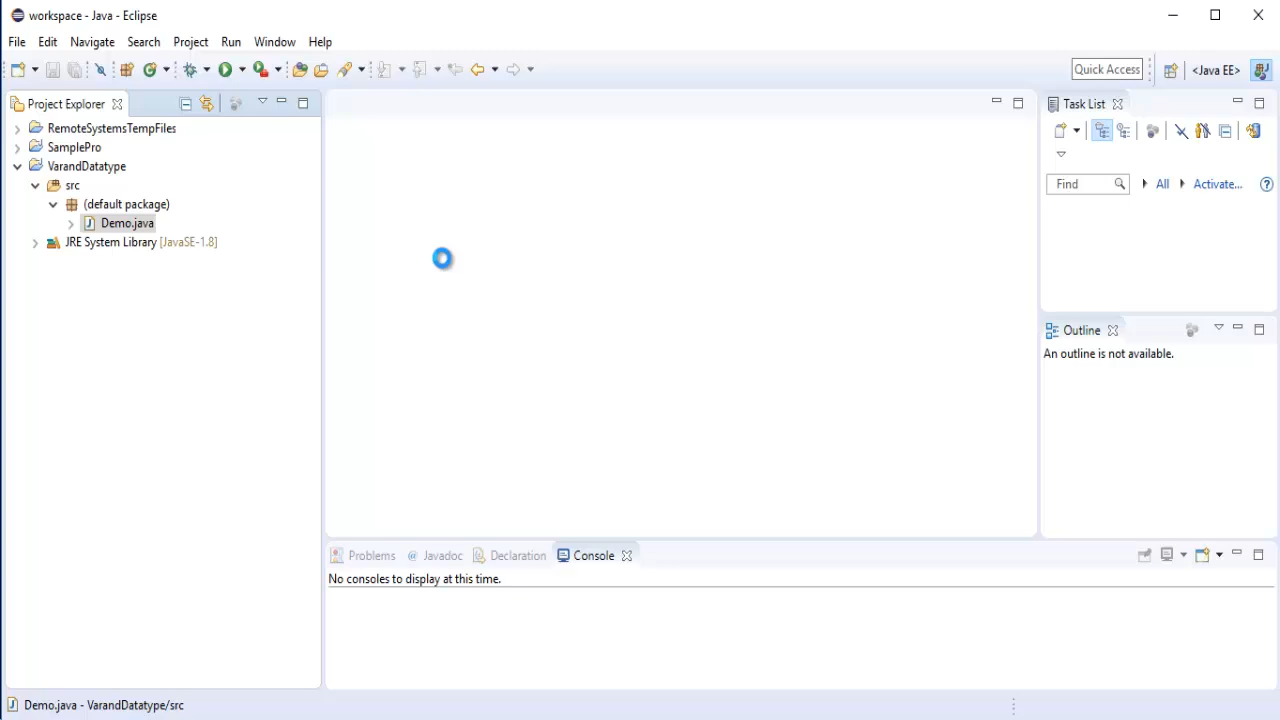 workspace - Java - Eclipse
File Edit Navigate Search Project Run Window Help
Quick Access <Java EE>
Project Explorer
RemoteSystemsTempFiles
SamplePro
VarandDatatype
src
(default package)
Demo.java
JRE System Library [JavaSE-1.8]
Task List
Find All Activate...
Outline
An outline is not available.
Problems Javadoc Declaration Console
No consoles to display at this time.
Demo.java - VarandDatatype/src